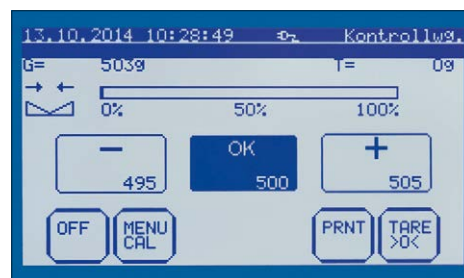 13.10.2014 10:28:49 Kontrollwg.
G= 503g T= 0g
0% 50% 100%
− OK +
495 500 505
OFF MENU PRNT TARE
CAL >0<